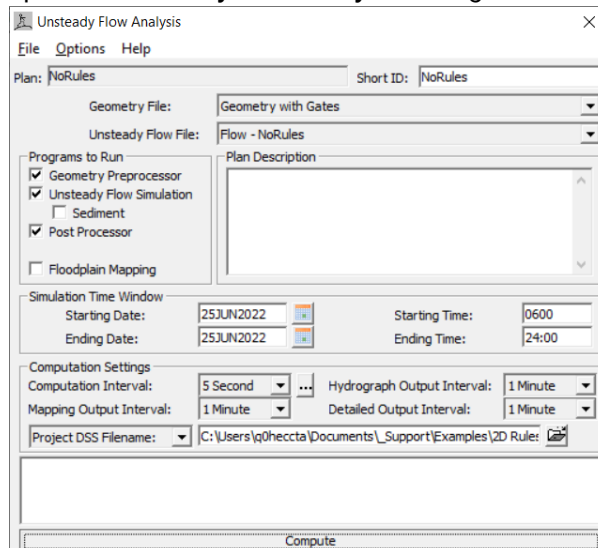 Unsteady Flow Analysis
File Options Help
Plan: NoRules Short ID: NoRules
Geometry File: Geometry with Gates
Unsteady Flow File: Flow - NoRules
Programs to Run Plan Description
Geometry Preprocessor
Unsteady Flow Simulation
Sediment
Post Processor
Floodplain Mapping
Simulation Time Window
Starting Date: 25JUN2022 Starting Time: 0600
Ending Date: 25JUN2022 Ending Time: 24:00
Computation Settings
Computation Interval: 5 Second ... Hydrograph Output Interval: 1 Minute
Mapping Output Interval: 1 Minute Detailed Output Interval: 1 Minute
Project DSS Filename: C:\Users\q0heccta\Documents\_Support\Examples\2D Rules
Compute